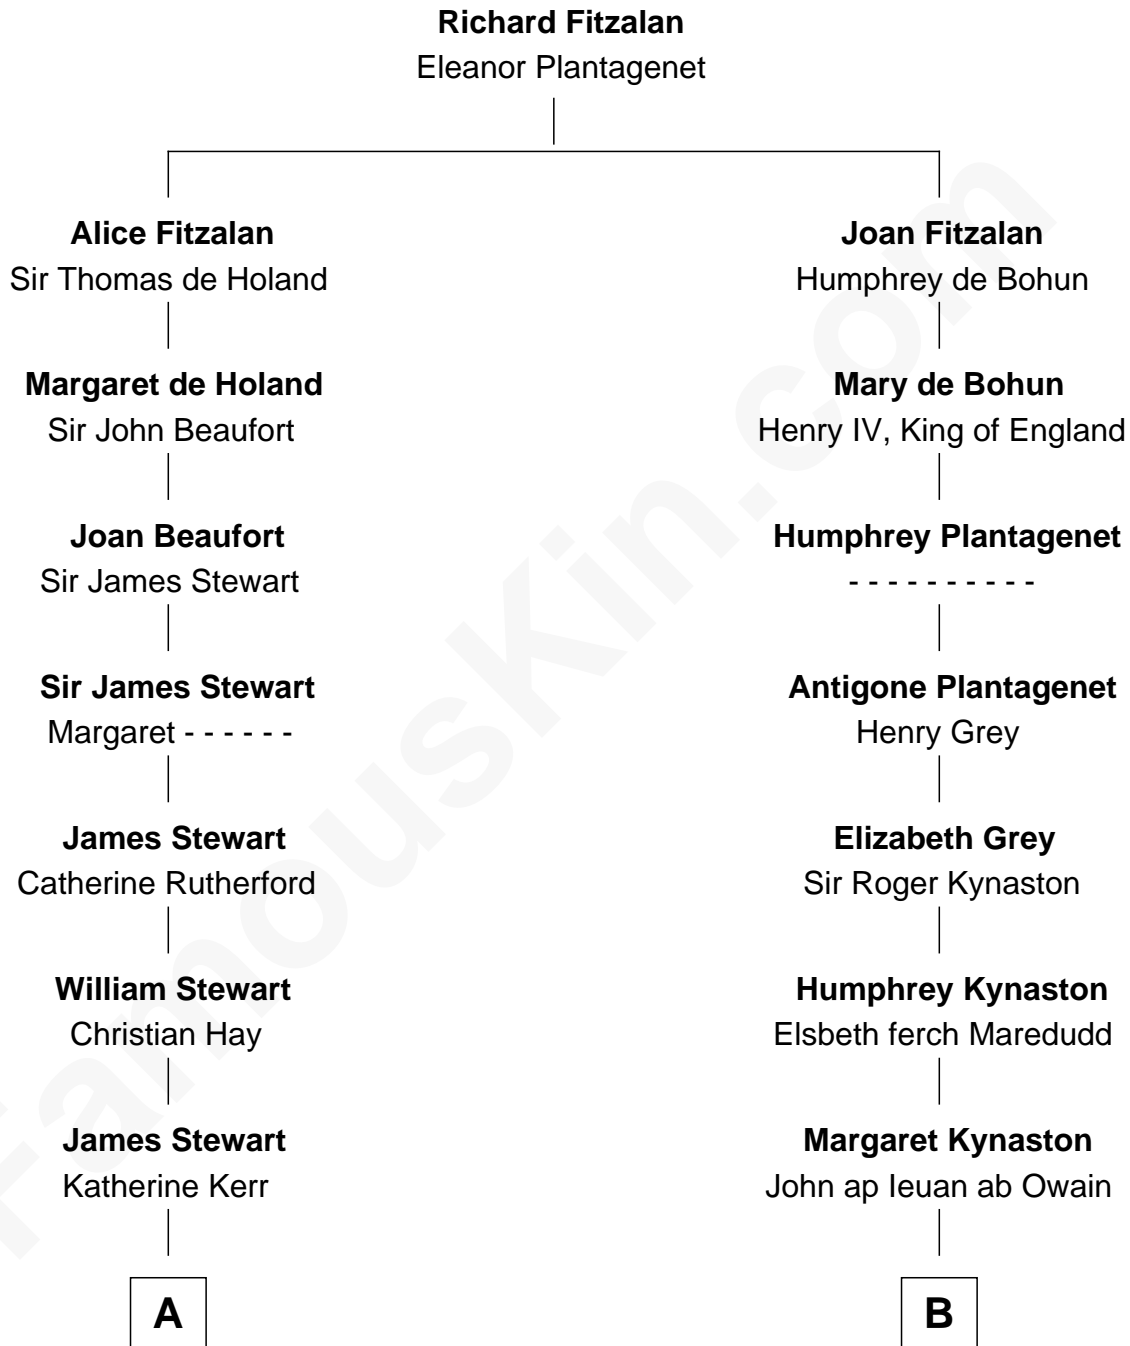 Richard Fitzalan
Eleanor Plantagenet
Alice Fitzalan
Sir Thomas de Holand
Margaret de Holand
Sir John Beaufort
Joan Beaufort
Sir James Stewart
Sir James Stewart
Margaret - - - - - -
James Stewart
Catherine Rutherford
William Stewart
Christian Hay
James Stewart
Katherine Kerr
A
Joan Fitzalan
Humphrey de Bohun
Mary de Bohun
Henry IV, King of England
Humphrey Plantagenet
- - - - - - - - - -
Antigone Plantagenet
Henry Grey
Elizabeth Grey
Sir Roger Kynaston
Humphrey Kynaston
Elsbeth ferch Maredudd
Margaret Kynaston
John ap Ieuan ab Owain
B
FamousKin.com